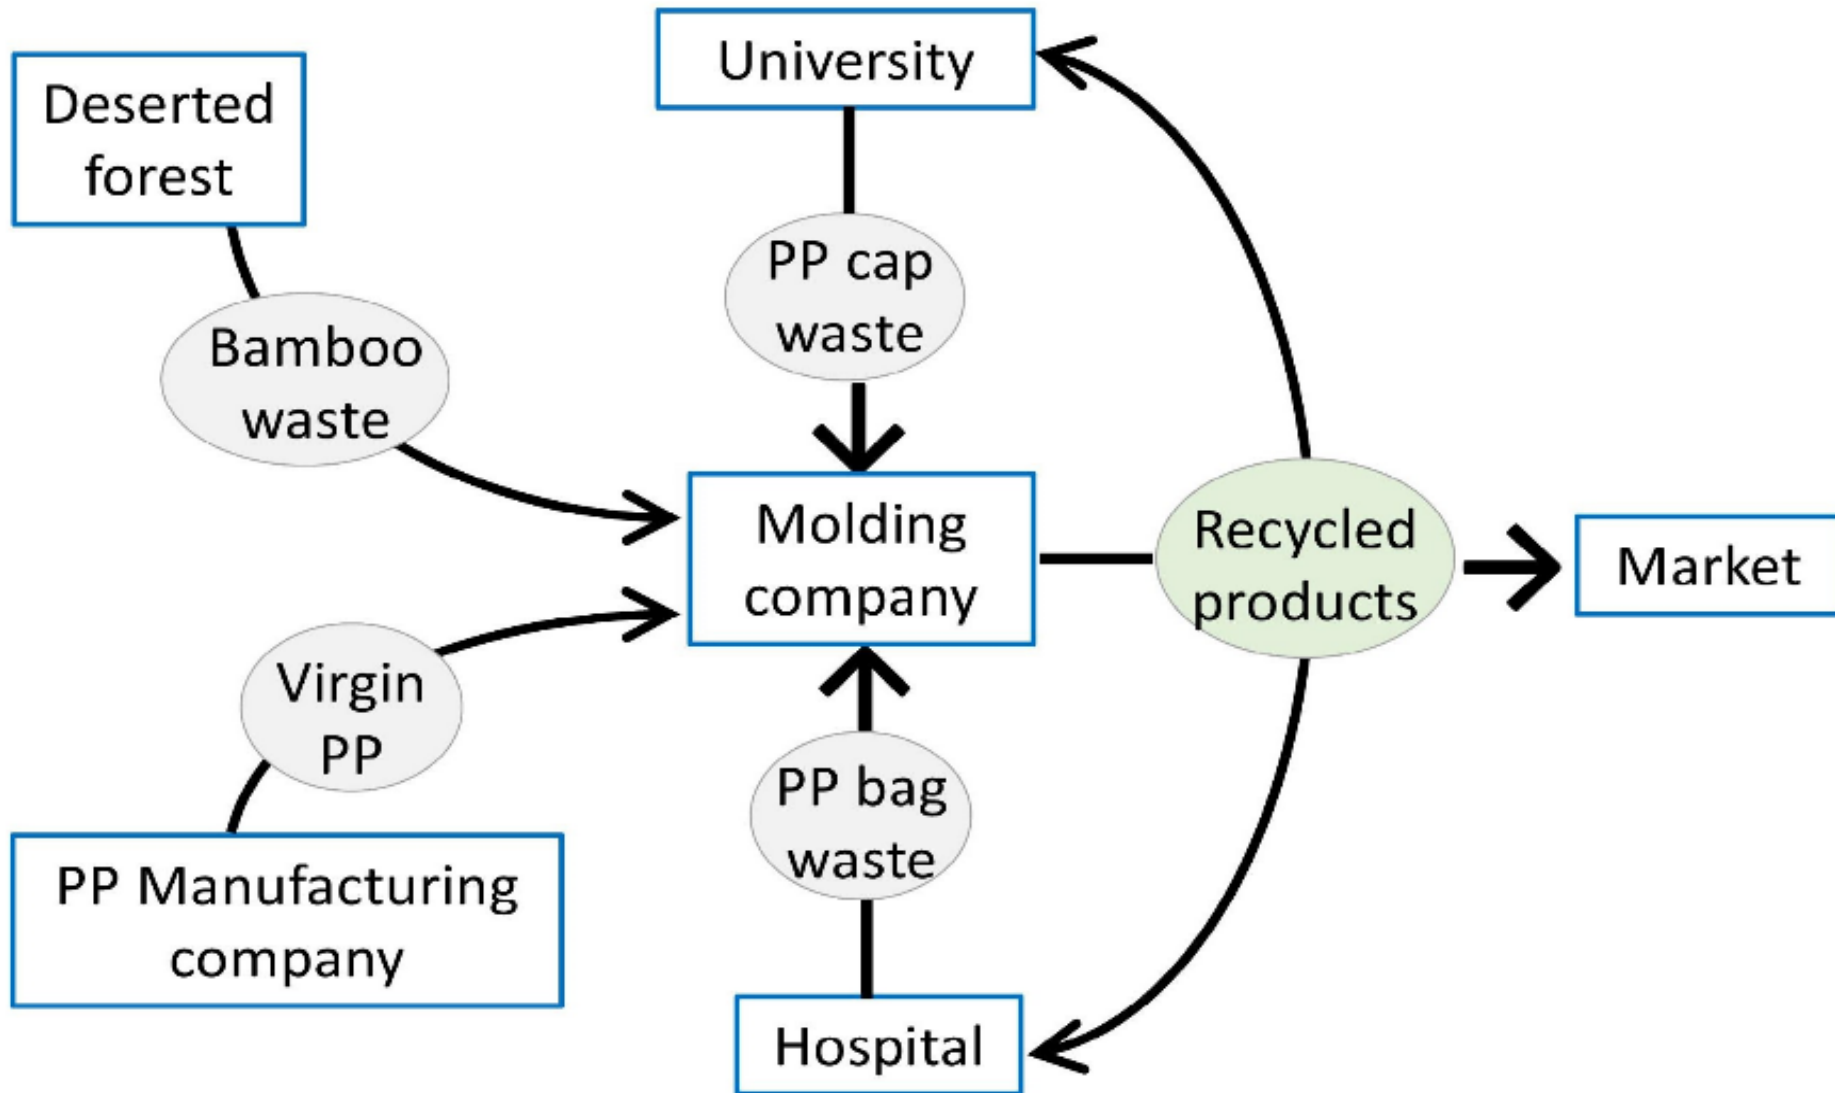 University
Deserted
forest
PP cap
waste
Bamboo
waste
Molding
company
Recycled
products
Market
Virgin
PP
PP bag
waste
PP Manufacturing
company
Hospital